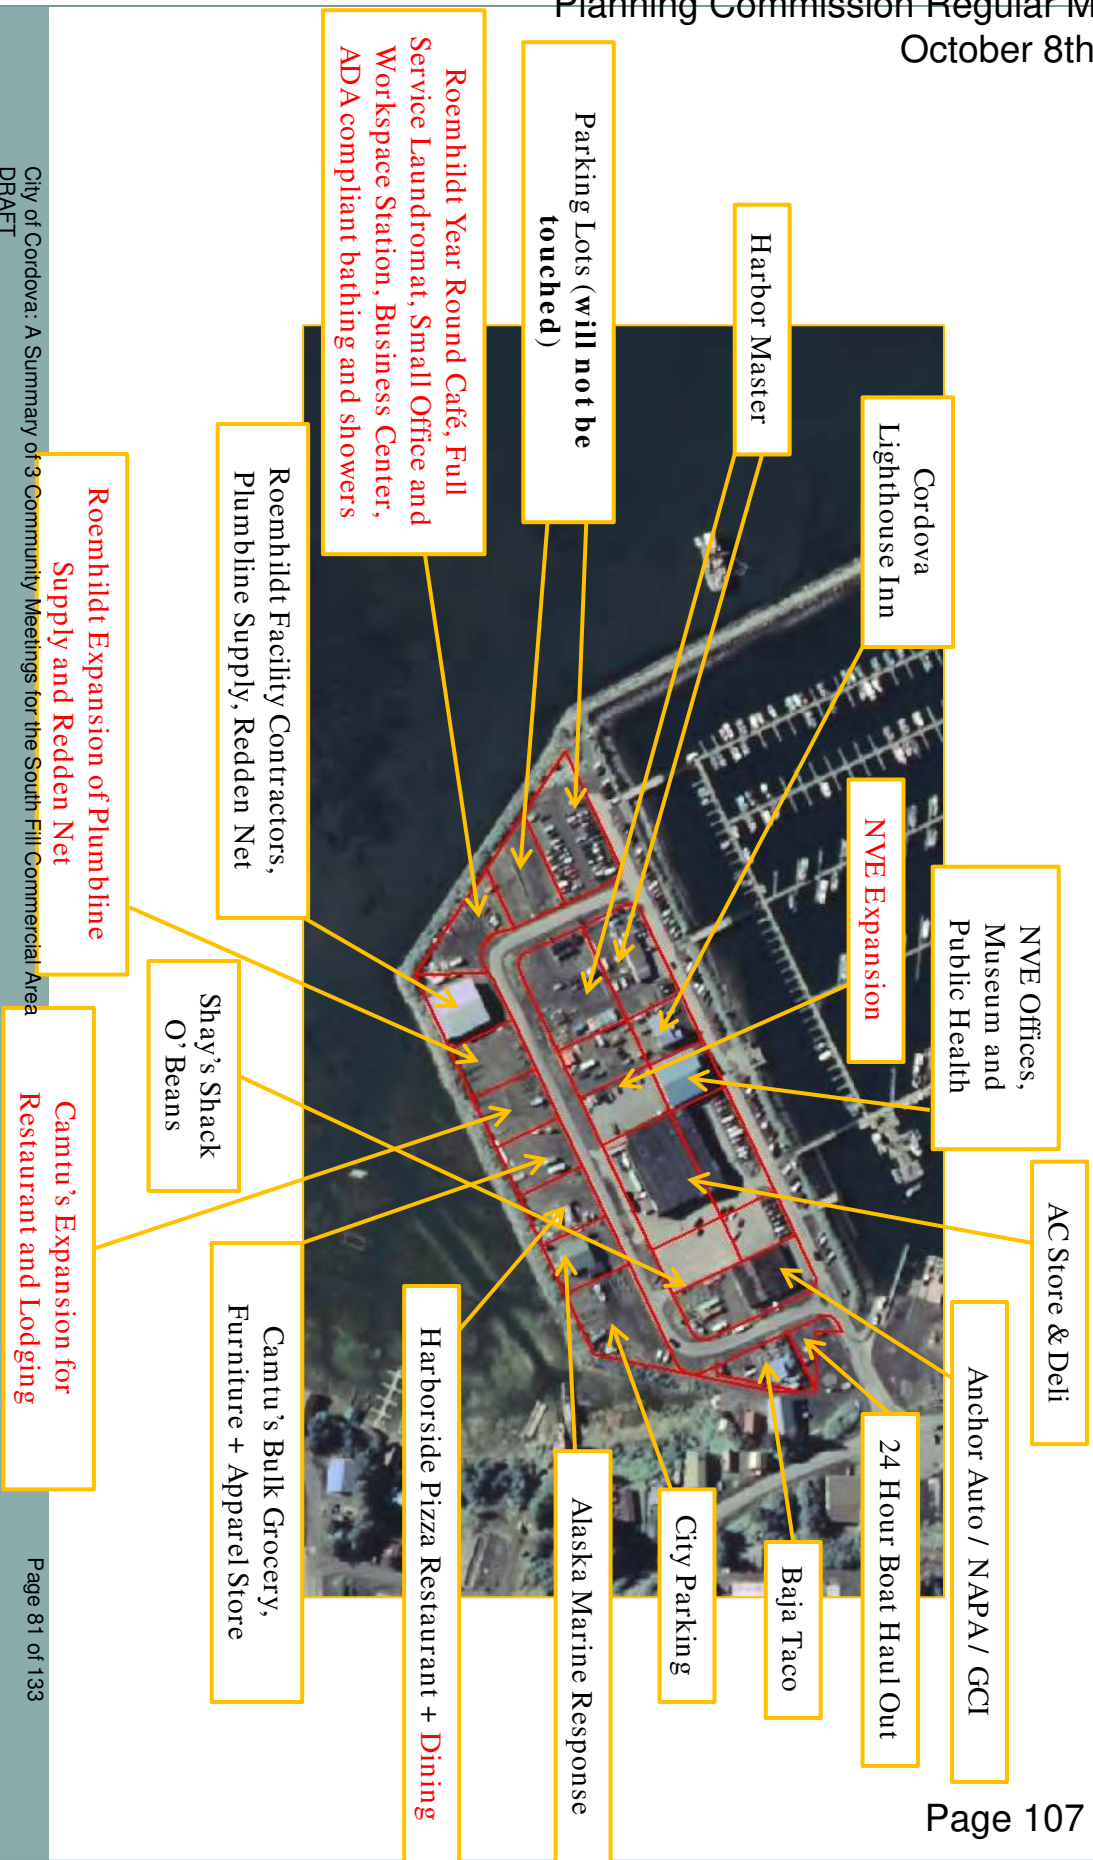 Planning Commission Regular M
October 8th
Roemhildt Year Round Café, Full
Service Laundromat, Small Office and
Workspace Station, Business Center,
ADA compliant bathing and showers
Parking Lots (will not be
touched)
Harbor Master
Cordova
Lighthouse Inn
NVE Expansion
NVE Offices,
Museum and
Public Health
AC Store & Deli
Anchor Auto / NAPA / GCI
24 Hour Boat Haul Out
Baja Taco
City Parking
Alaska Marine Response
Harborside Pizza Restaurant + Dining
Camtu's Bulk Grocery,
Furniture + Apparel Store
Shay's Shack
O' Beans
Camtu's Expansion for
Restaurant and Lodging
Roemhildt Facility Contractors,
Plumbline Supply, Redden Net
Roemhildt Expansion of Plumbline
Supply and Redden Net
City of Cordova: A Summary of 3 Community Meetings for the South Fill Commercial Area
DRAFT
Page 81 of 133
Page 107